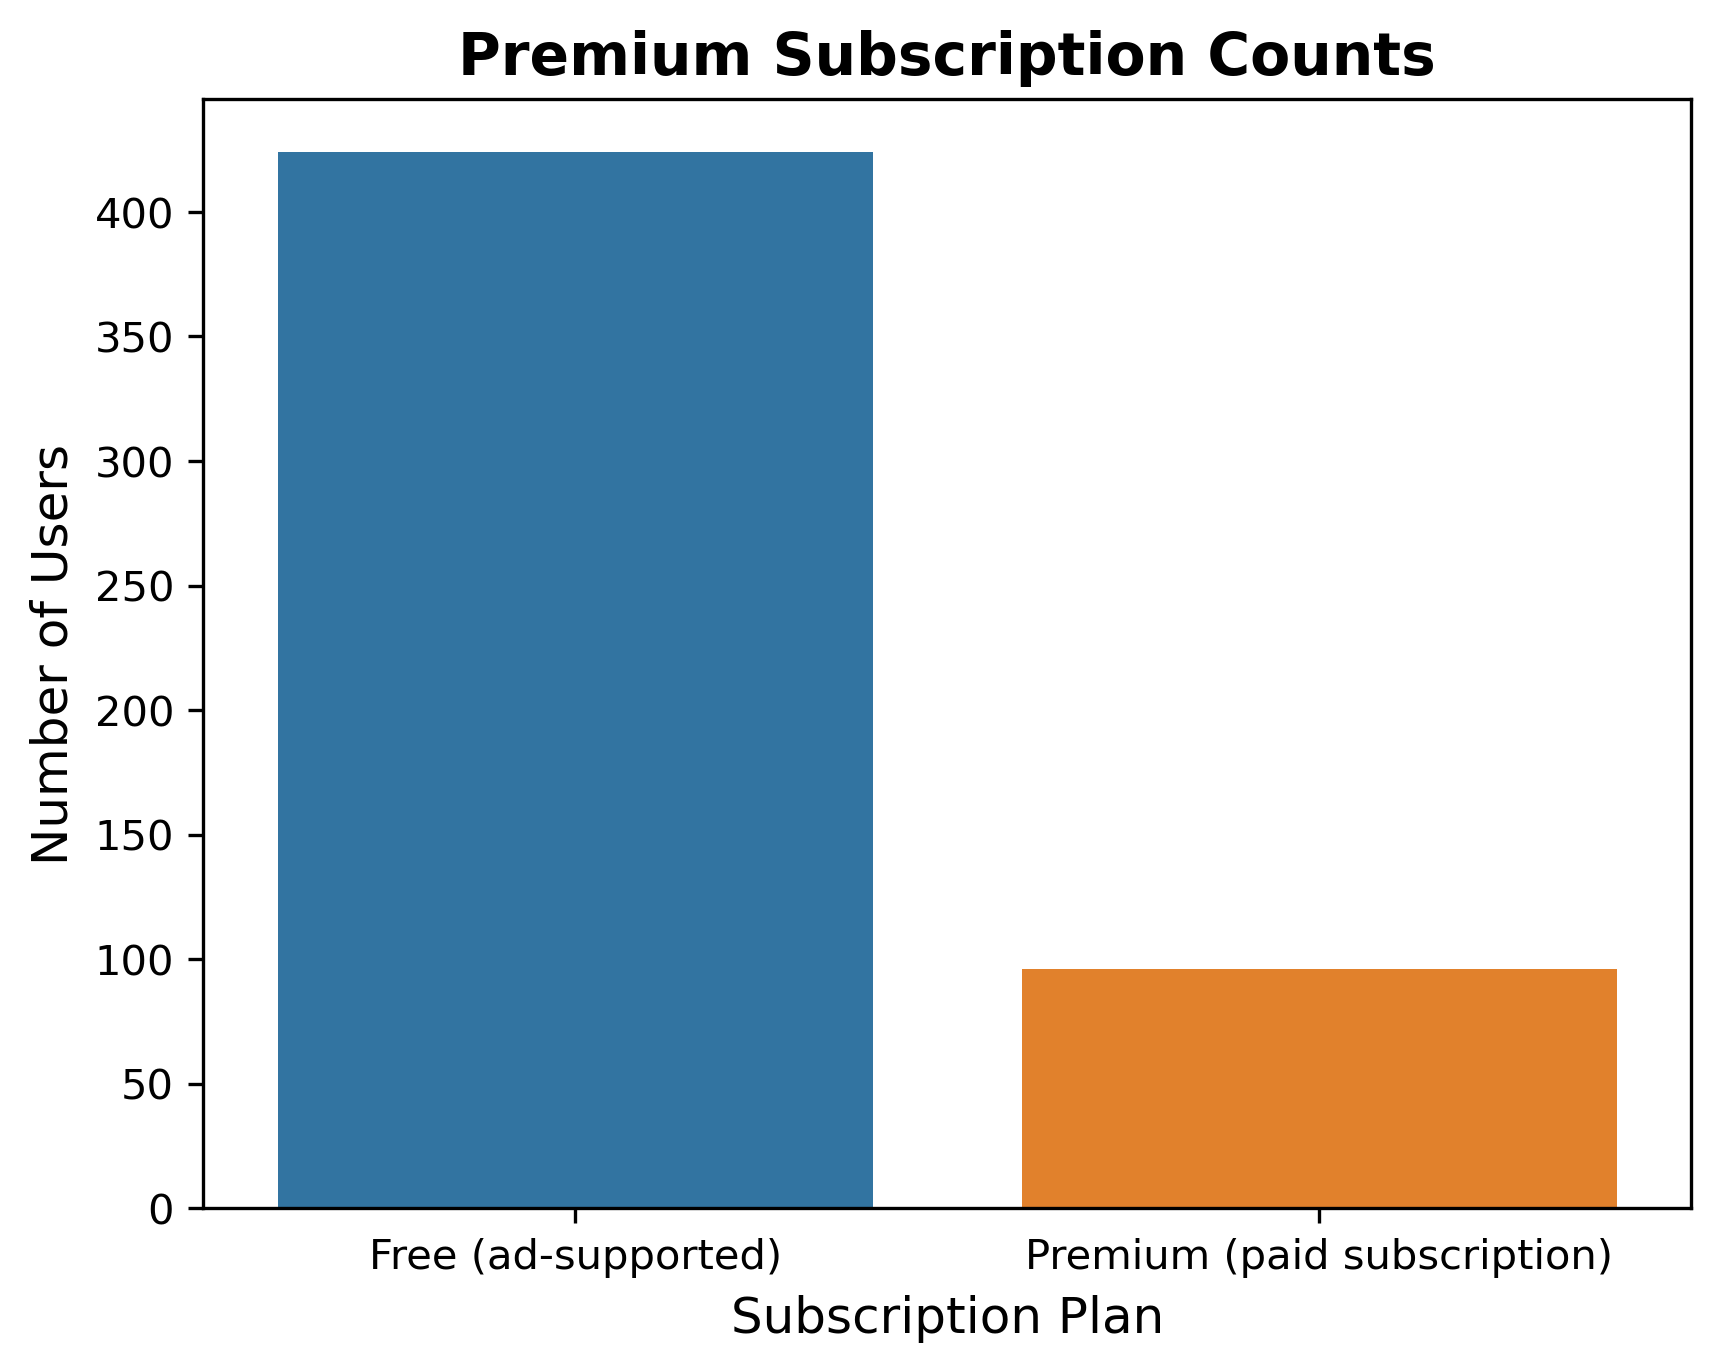 Premium Subscription Counts
Number of Users
400
350
300
250
200
150
100
50
0
Free (ad-supported)
Premium (paid subscription)
Subscription Plan